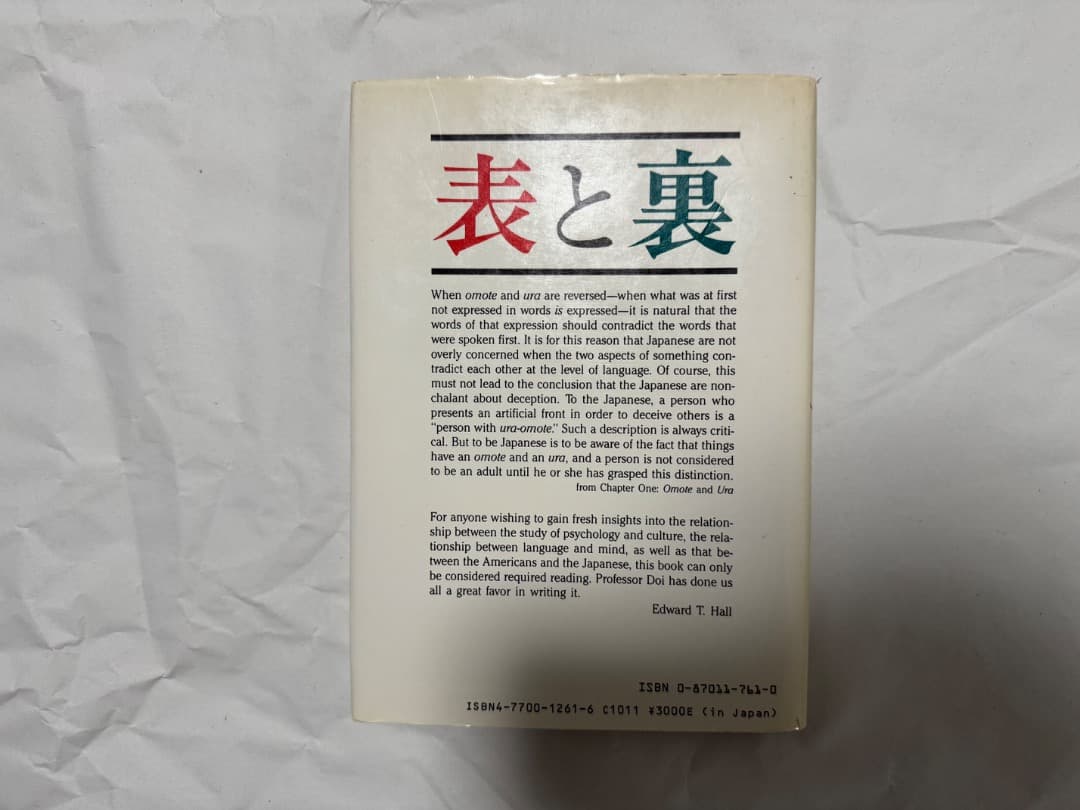 表と裏
When omote and ura are reversed—when what was at first
not expressed in words is expressed—it is natural that the
words of that expression should contradict the words that
were spoken first. It is for this reason that Japanese are not
overly concerned when the two aspects of something con-
tradict each other at the level of language. Of course, this
must not lead to the conclusion that the Japanese are non-
chalant about deception. To the Japanese, a person who
presents an artificial front in order to deceive others is a
“person with ura-omote.” Such a description is always criti-
cal. But to be Japanese is to be aware of the fact that things
have an omote and an ura, and a person is not considered
to be an adult until he or she has grasped this distinction.
from Chapter One: Omote and Ura
For anyone wishing to gain fresh insights into the relation-
ship between the study of psychology and culture, the rela-
tionship between language and mind, as well as that be-
tween the Americans and the Japanese, this book can only
be considered required reading. Professor Doi has done us
all a great favor in writing it.
Edward T. Hall
ISBN 0-87011-761-0
ISBN4-7700-1261-6 C1011 ¥3000E (in Japan)